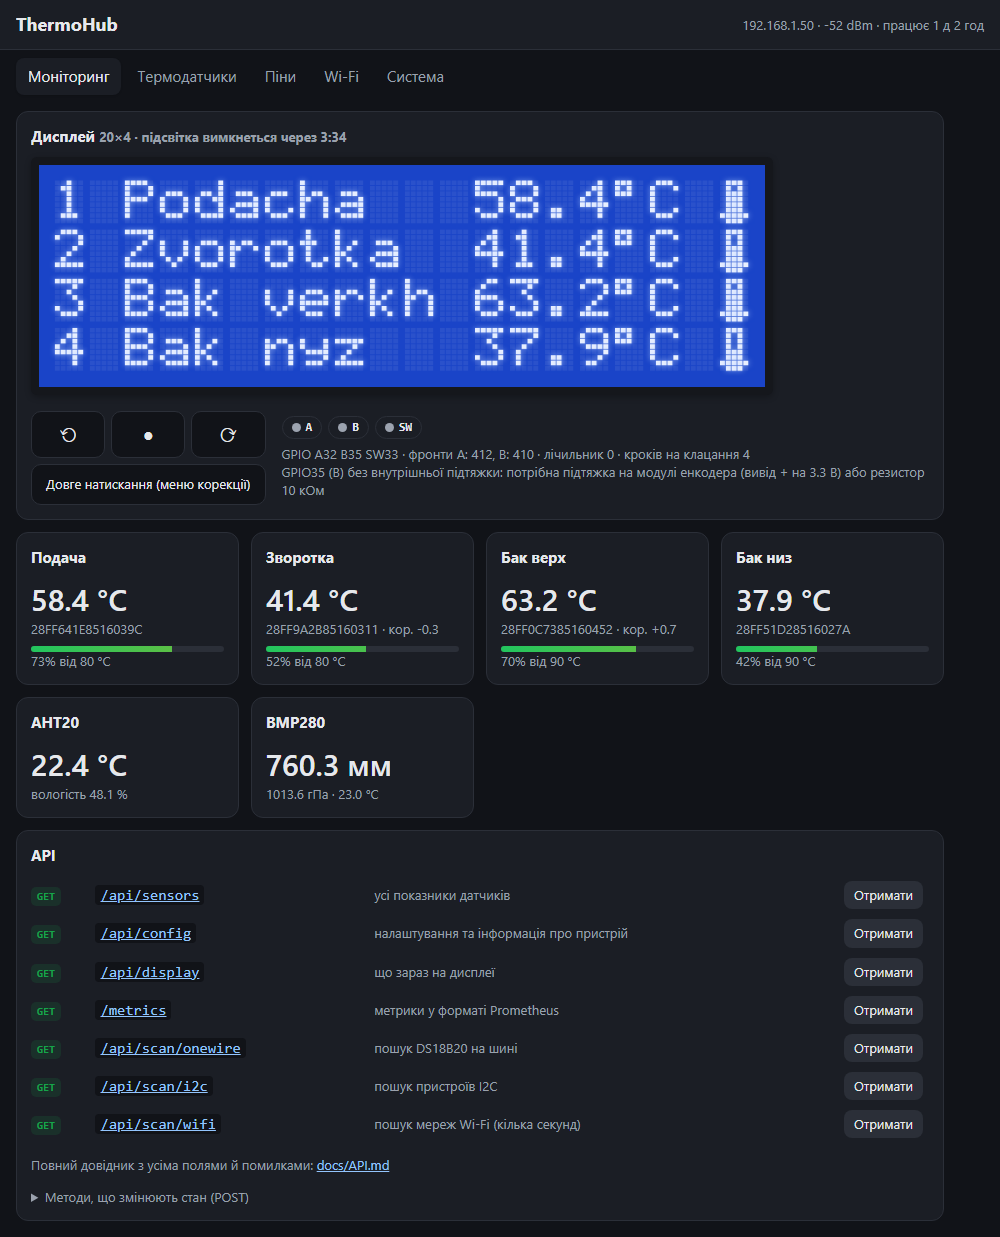 ThermoHub
192.168.1.50 · -52 dBm · працює 1 д 2 год
Моніторинг Термодатчики Піни Wi-Fi Система
Дисплей 20×4 · підсвітка вимкнеться через 3:34
1 Podacha 58.4°C
2 Zvorotka 41.4°C
3 Bak verkh 63.2°C
4 Bak nyz 37.9°C
A B SW
GPIO A32 B35 SW33 · фронти A: 412, B: 410 · лічильник 0 · кроків на клацання 4
GPIO35 (B) без внутрішньої підтяжки: потрібна підтяжка на модулі енкодера (вивід + на 3.3 В) або резистор
10 кОм
Довге натискання (меню корекції)
Подача
58.4 °C
28FF641E8516039C
73% від 80 °C
Зворотка
41.4 °C
28FF9A2B85160311 · кор. -0.3
52% від 80 °C
Бак верх
63.2 °C
28FF0C7385160452 · кор. +0.7
70% від 90 °C
Бак низ
37.9 °C
28FF51D28516027A
42% від 90 °C
AHT20
22.4 °C
вологість 48.1 %
BMP280
760.3 мм
1013.6 гПа · 23.0 °C
API
GET /api/sensors усі показники датчиків Отримати
GET /api/config налаштування та інформація про пристрій Отримати
GET /api/display що зараз на дисплеї Отримати
GET /metrics метрики у форматі Prometheus Отримати
GET /api/scan/onewire пошук DS18B20 на шині Отримати
GET /api/scan/i2c пошук пристроїв I2C Отримати
GET /api/scan/wifi пошук мереж Wi-Fi (кілька секунд) Отримати
Повний довідник з усіма полями й помилками: docs/API.md
Методи, що змінюють стан (POST)